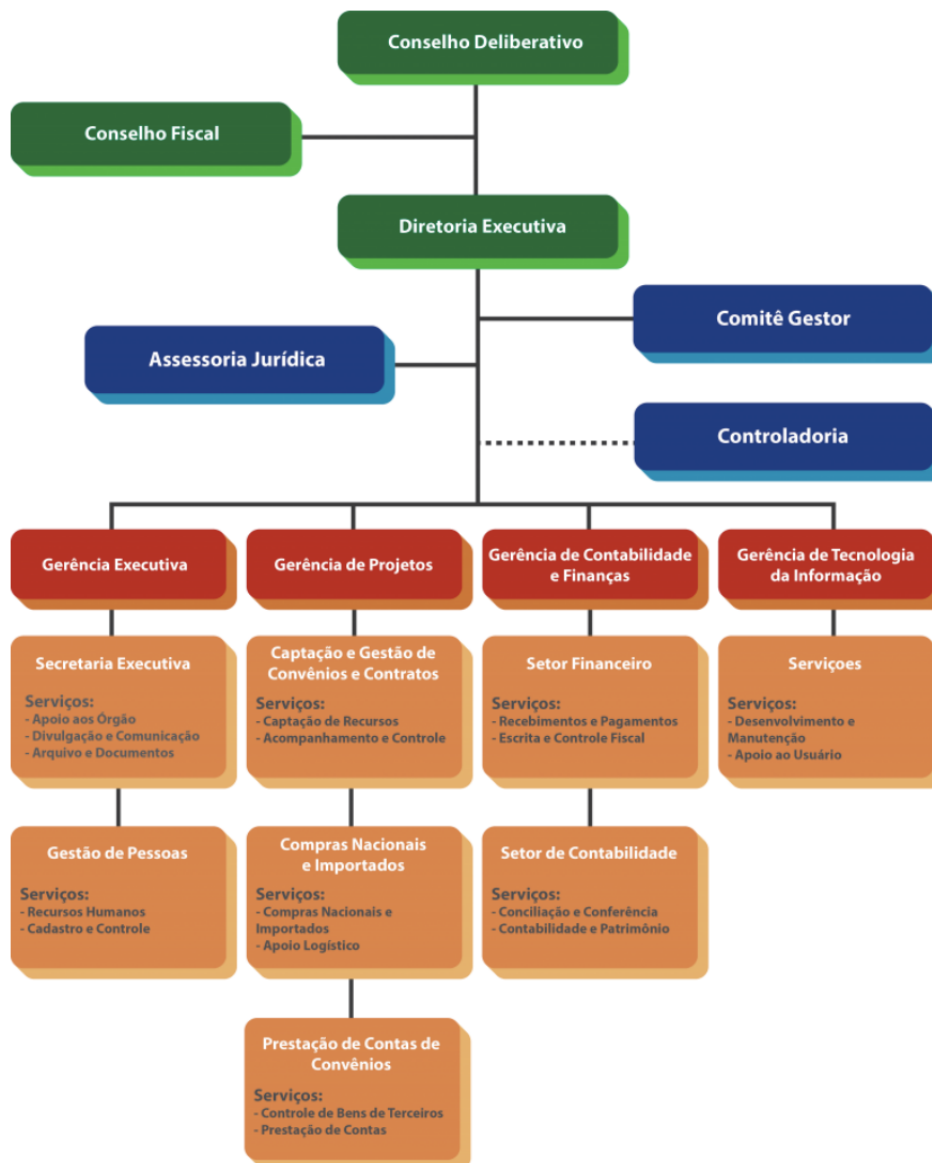 Conselho Deliberativo
Conselho Fiscal
Diretoria Executiva
Comitê Gestor
Assessoria Jurídica
Controladoria
Gerência Executiva
Gerência de Projetos
Gerência de Contabilidade
e Finanças
Gerência de Tecnologia
da Informação
Secretaria Executiva
Serviços:
- Apoio aos Órgão
- Divulgação e Comunicação
- Arquivo e Documentos
Captação e Gestão de
Convênios e Contratos
Serviços:
- Captação de Recursos
- Acompanhamento e Controle
Setor Financeiro
Serviços:
- Recebimentos e Pagamentos
- Escrita e Controle Fiscal
Serviçoes
Serviços:
- Desenvolvimento e
Manutenção
- Apoio ao Usuário
Gestão de Pessoas
Serviços:
- Recursos Humanos
- Cadastro e Controle
Compras Nacionais
e Importados
Serviços:
- Compras Nacionais e
Importados
- Apoio Logístico
Setor de Contabilidade
Serviços:
- Conciliação e Conferência
- Contabilidade e Patrimônio
Prestação de Contas de
Convênios
Serviços:
- Controle de Bens de Terceiros
- Prestação de Contas